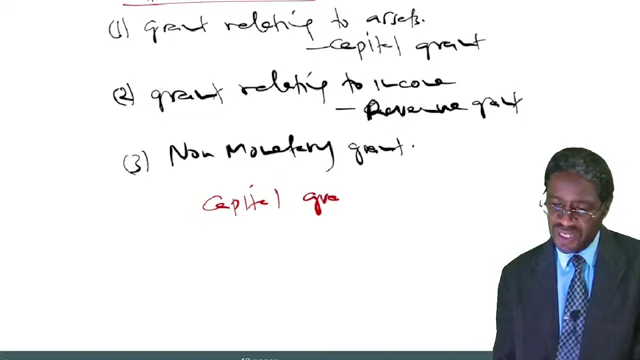 (1) grant relating to assets.
– Capital grant
(2) grant relating to income
– Revenue grant
(3) Non Monetary grant.
Capital gra